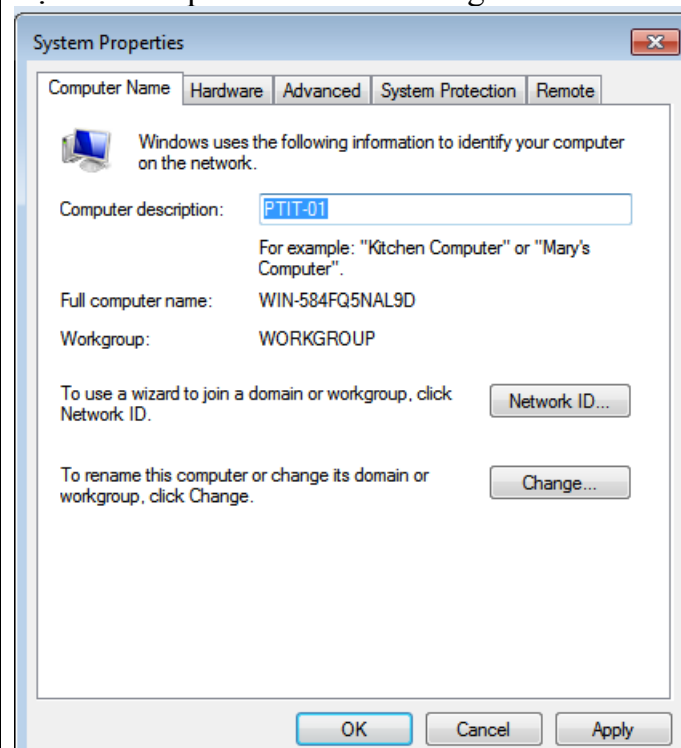 System Properties
Computer Name Hardware Advanced System Protection Remote
Windows uses the following information to identify your computer
on the network.
Computer description: PTIT-01
For example: "Kitchen Computer" or "Mary's
Computer".
Full computer name: WIN-584FQ5NAL9D
Workgroup: WORKGROUP
To use a wizard to join a domain or workgroup, click
Network ID.
Network ID...
To rename this computer or change its domain or
workgroup, click Change.
Change...
OK Cancel Apply